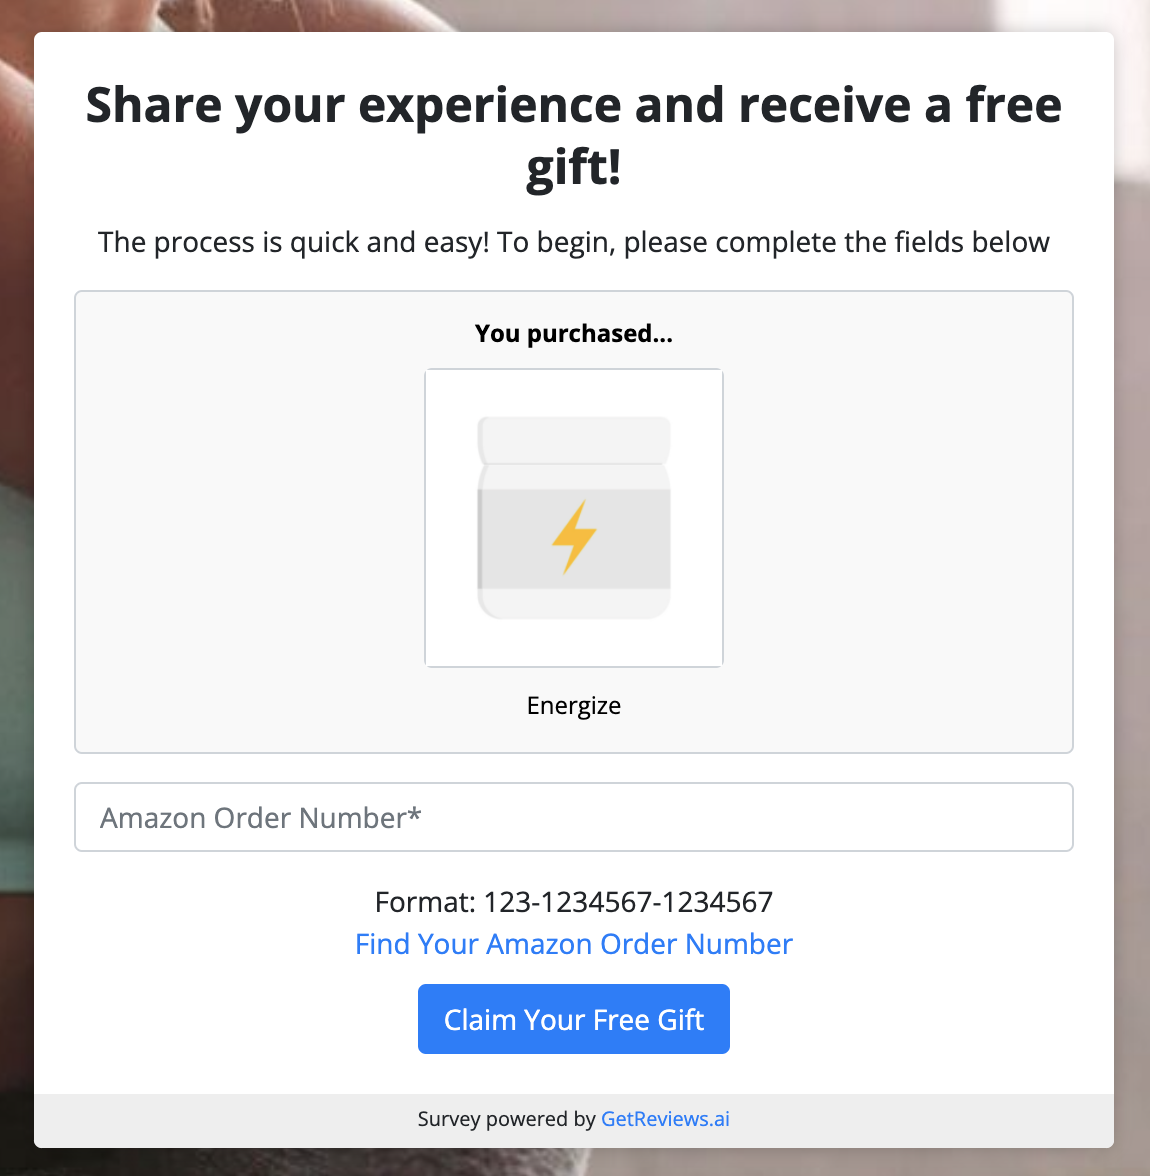 Share your experience and receive a free
gift!
The process is quick and easy! To begin, please complete the fields below
You purchased...
Energize
Amazon Order Number*
Format: 123-1234567-1234567
Find Your Amazon Order Number
Claim Your Free Gift
Survey powered by GetReviews.ai